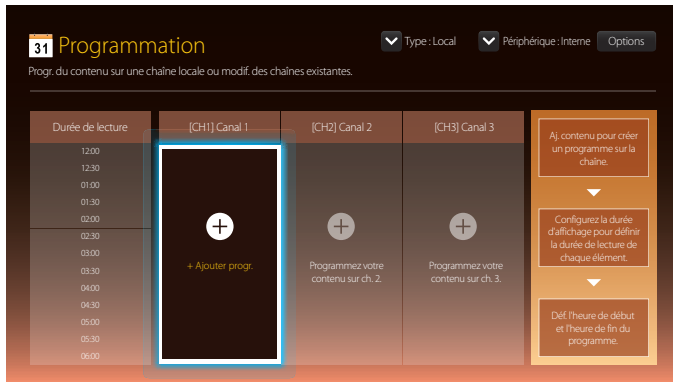 31 Programmation
Type : Local
Périphérique : Interne
Options
Progr. du contenu sur une chaîne locale ou modif. des chaînes existantes.
Durée de lecture
[CH1] Canal 1
[CH2] Canal 2
[CH3] Canal 3
12:00
12:30
01:00
01:30
02:00
02:30
03:00
03:30
04:00
04:30
05:00
05:30
06:00
+ Ajouter progr.
Programmez votre
contenu sur ch. 2.
Programmez votre
contenu sur ch. 3.
Aj. contenu pour créer
un programme sur la
chaîne.
Configurez la durée
d'affichage pour définir
la durée de lecture de
chaque élément.
Déf. l'heure de début
et l'heure de fin du
programme.